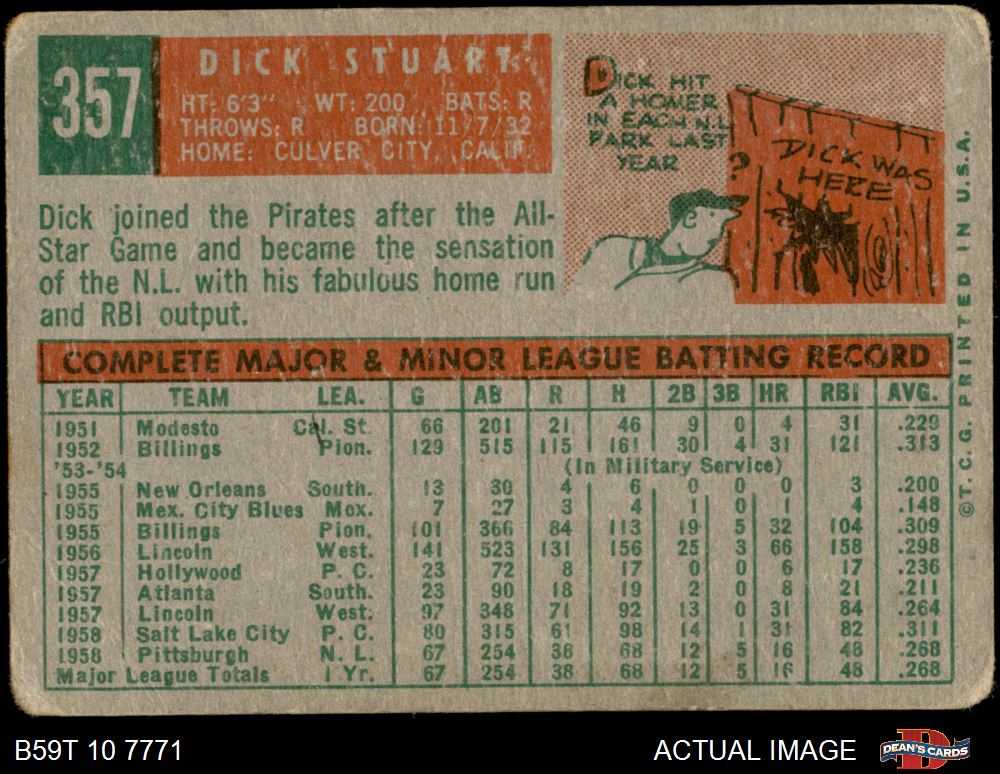 357
DICK STUART
HT: 6'3" WT: 200 BATS: R
THROWS: R BORN: 11/7/32
HOME: CULVER CITY, CALIF.
DICK HIT
A HOMER
IN EACH N.L.
PARK LAST
YEAR
?
DICK WAS
HERE
Dick joined the Pirates after the All-
Star Game and became the sensation
of the N.L. with his fabulous home run
and RBI output.
COMPLETE MAJOR & MINOR LEAGUE BATTING RECORD
YEAR TEAM LEA. G AB R H 2B 3B HR RBI AVG.
1951 Modesto Cal. St. 66 201 21 46 9 0 4 31 .229
1952 Billings Pion. 129 515 115 161 30 4 31 121 .313
'53-'54 (In Military Service)
1955 New Orleans South. 13 30 4 6 0 0 0 3 .200
1955 Mex. City Blues Mex. 7 27 3 4 1 0 1 4 .148
1955 Billings Pion. 101 366 84 113 19 5 32 104 .309
1956 Lincoln West. 141 523 131 156 25 3 66 158 .298
1957 Hollywood P. C. 23 72 8 17 0 0 6 17 .236
1957 Atlanta South. 23 90 18 19 2 0 8 21 .211
1957 Lincoln West. 97 348 71 92 13 0 31 84 .264
1958 Salt Lake City P. C. 80 315 61 98 14 1 31 82 .311
1958 Pittsburgh N. L. 67 254 38 68 12 5 16 48 .268
Major League Totals 1 Yr. 67 254 38 68 12 5 16 48 .268
©T. C. G. PRINTED IN U.S.A.
B59T 10 7771
ACTUAL IMAGE
DEAN'S CARDS